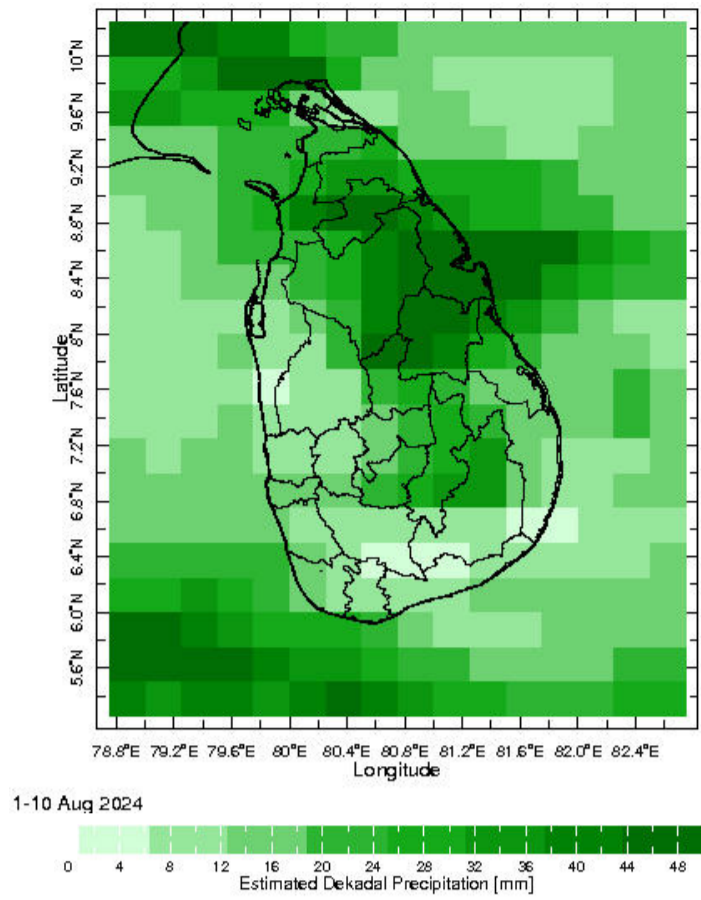 10°N
9.6°N
9.2°N
8.8°N
8.4°N
8°N
7.6°N
7.2°N
6.8°N
6.4°N
6.0°N
5.6°N
Latitude
78.8°E 79.2°E 79.6°E 80°E 80.4°E 80.8°E 81.2°E 81.6°E 82.0°E 82.4°E
Longitude
1-10 Aug 2024
0 4 8 12 16 20 24 28 32 36 40 44 48
Estimated Dekadal Precipitation [mm]